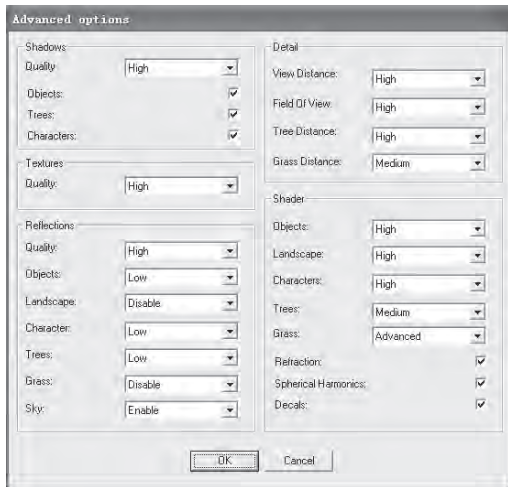 Advanced options
Shadows
Quality High
Objects:
Trees:
Characters:
Textures
Quality: High
Reflections
Quality: High
Objects: Low
Landscape: Disable
Character: Low
Trees: Low
Grass: Disable
Sky: Enable
Detail
View Distance: High
Field Of View: High
Tree Distance: High
Grass Distance: Medium
Shader
Objects: High
Landscape: High
Characters: High
Trees: Medium
Grass: Advanced
Refraction:
Spherical Harmonics:
Decals:
OK Cancel